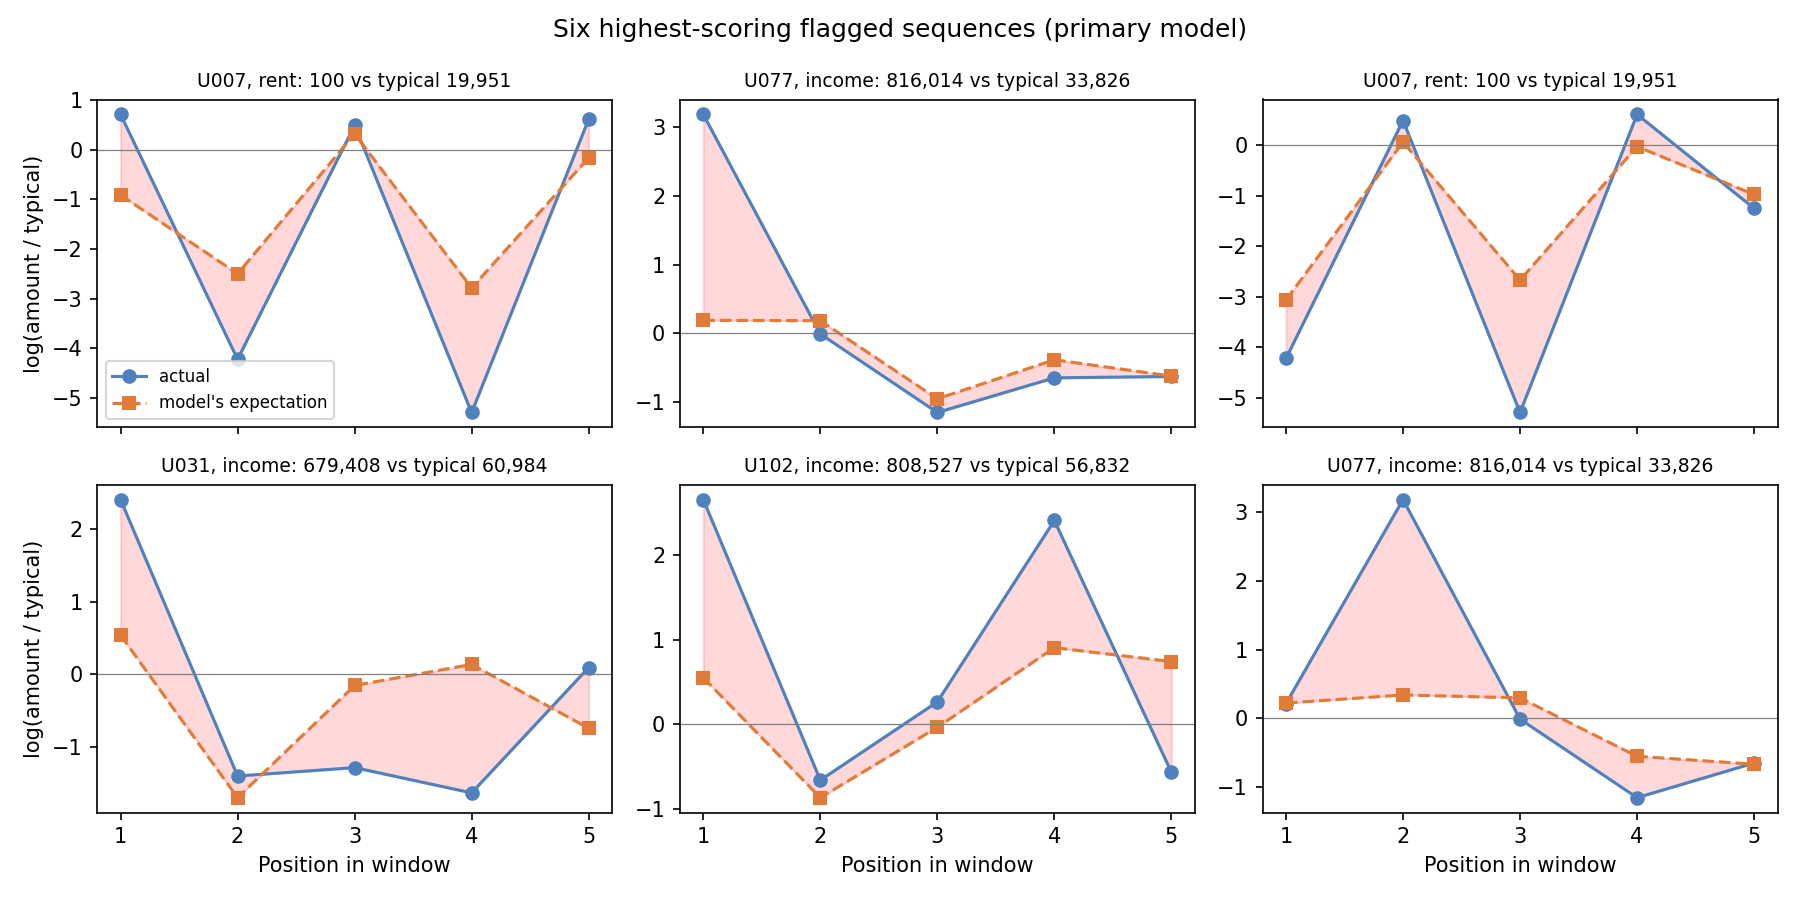 Six highest-scoring flagged sequences (primary model)
U007, rent: 100 vs typical 19,951
U077, income: 816,014 vs typical 33,826
U007, rent: 100 vs typical 19,951
log(amount / typical)
1
0
−1
−2
−3
−4
−5
actual
model's expectation
3
2
1
0
−1
0
−1
−2
−3
−4
−5
U031, income: 679,408 vs typical 60,984
U102, income: 808,527 vs typical 56,832
U077, income: 816,014 vs typical 33,826
log(amount / typical)
2
1
0
−1
1 2 3 4 5
Position in window
2
1
0
−1
1 2 3 4 5
Position in window
3
2
1
0
−1
1 2 3 4 5
Position in window